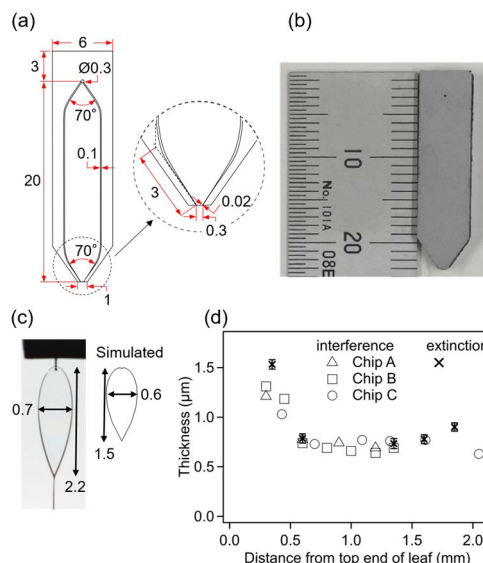 (a)
6
3
Ø0.3
70°
0.1
20
70°
1
3
0.02
0.3
(b)
10
No. 101A
20
08E
(c)
Simulated
0.7
0.6
2.2
1.5
(d)
interference
extinction
Chip A
Chip B
Chip C
Thickness (μm)
1.5
1.0
0.5
0.0
0.0
0.5
1.0
1.5
2.0
Distance from top end of leaf (mm)